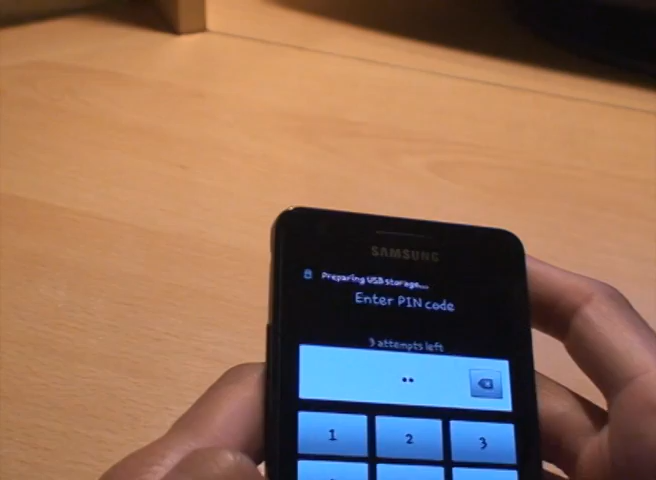 SAMSUNG
Preparing USB storage...
Enter PIN code
3 attempts left
1 2 3